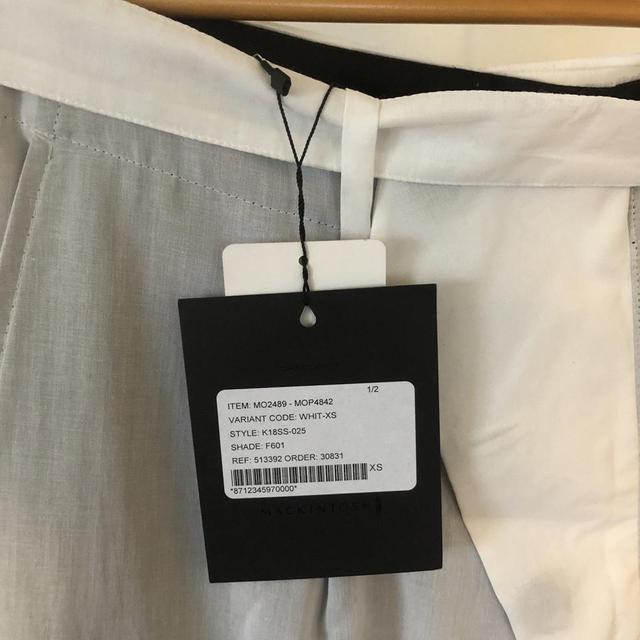 1/2
ITEM: MO2489 - MOP4842
VARIANT CODE: WHIT-XS
STYLE: K18SS-025
SHADE: F601
REF: 513392 ORDER: 30831
XS
*8712345970000*
MACKINTOSH